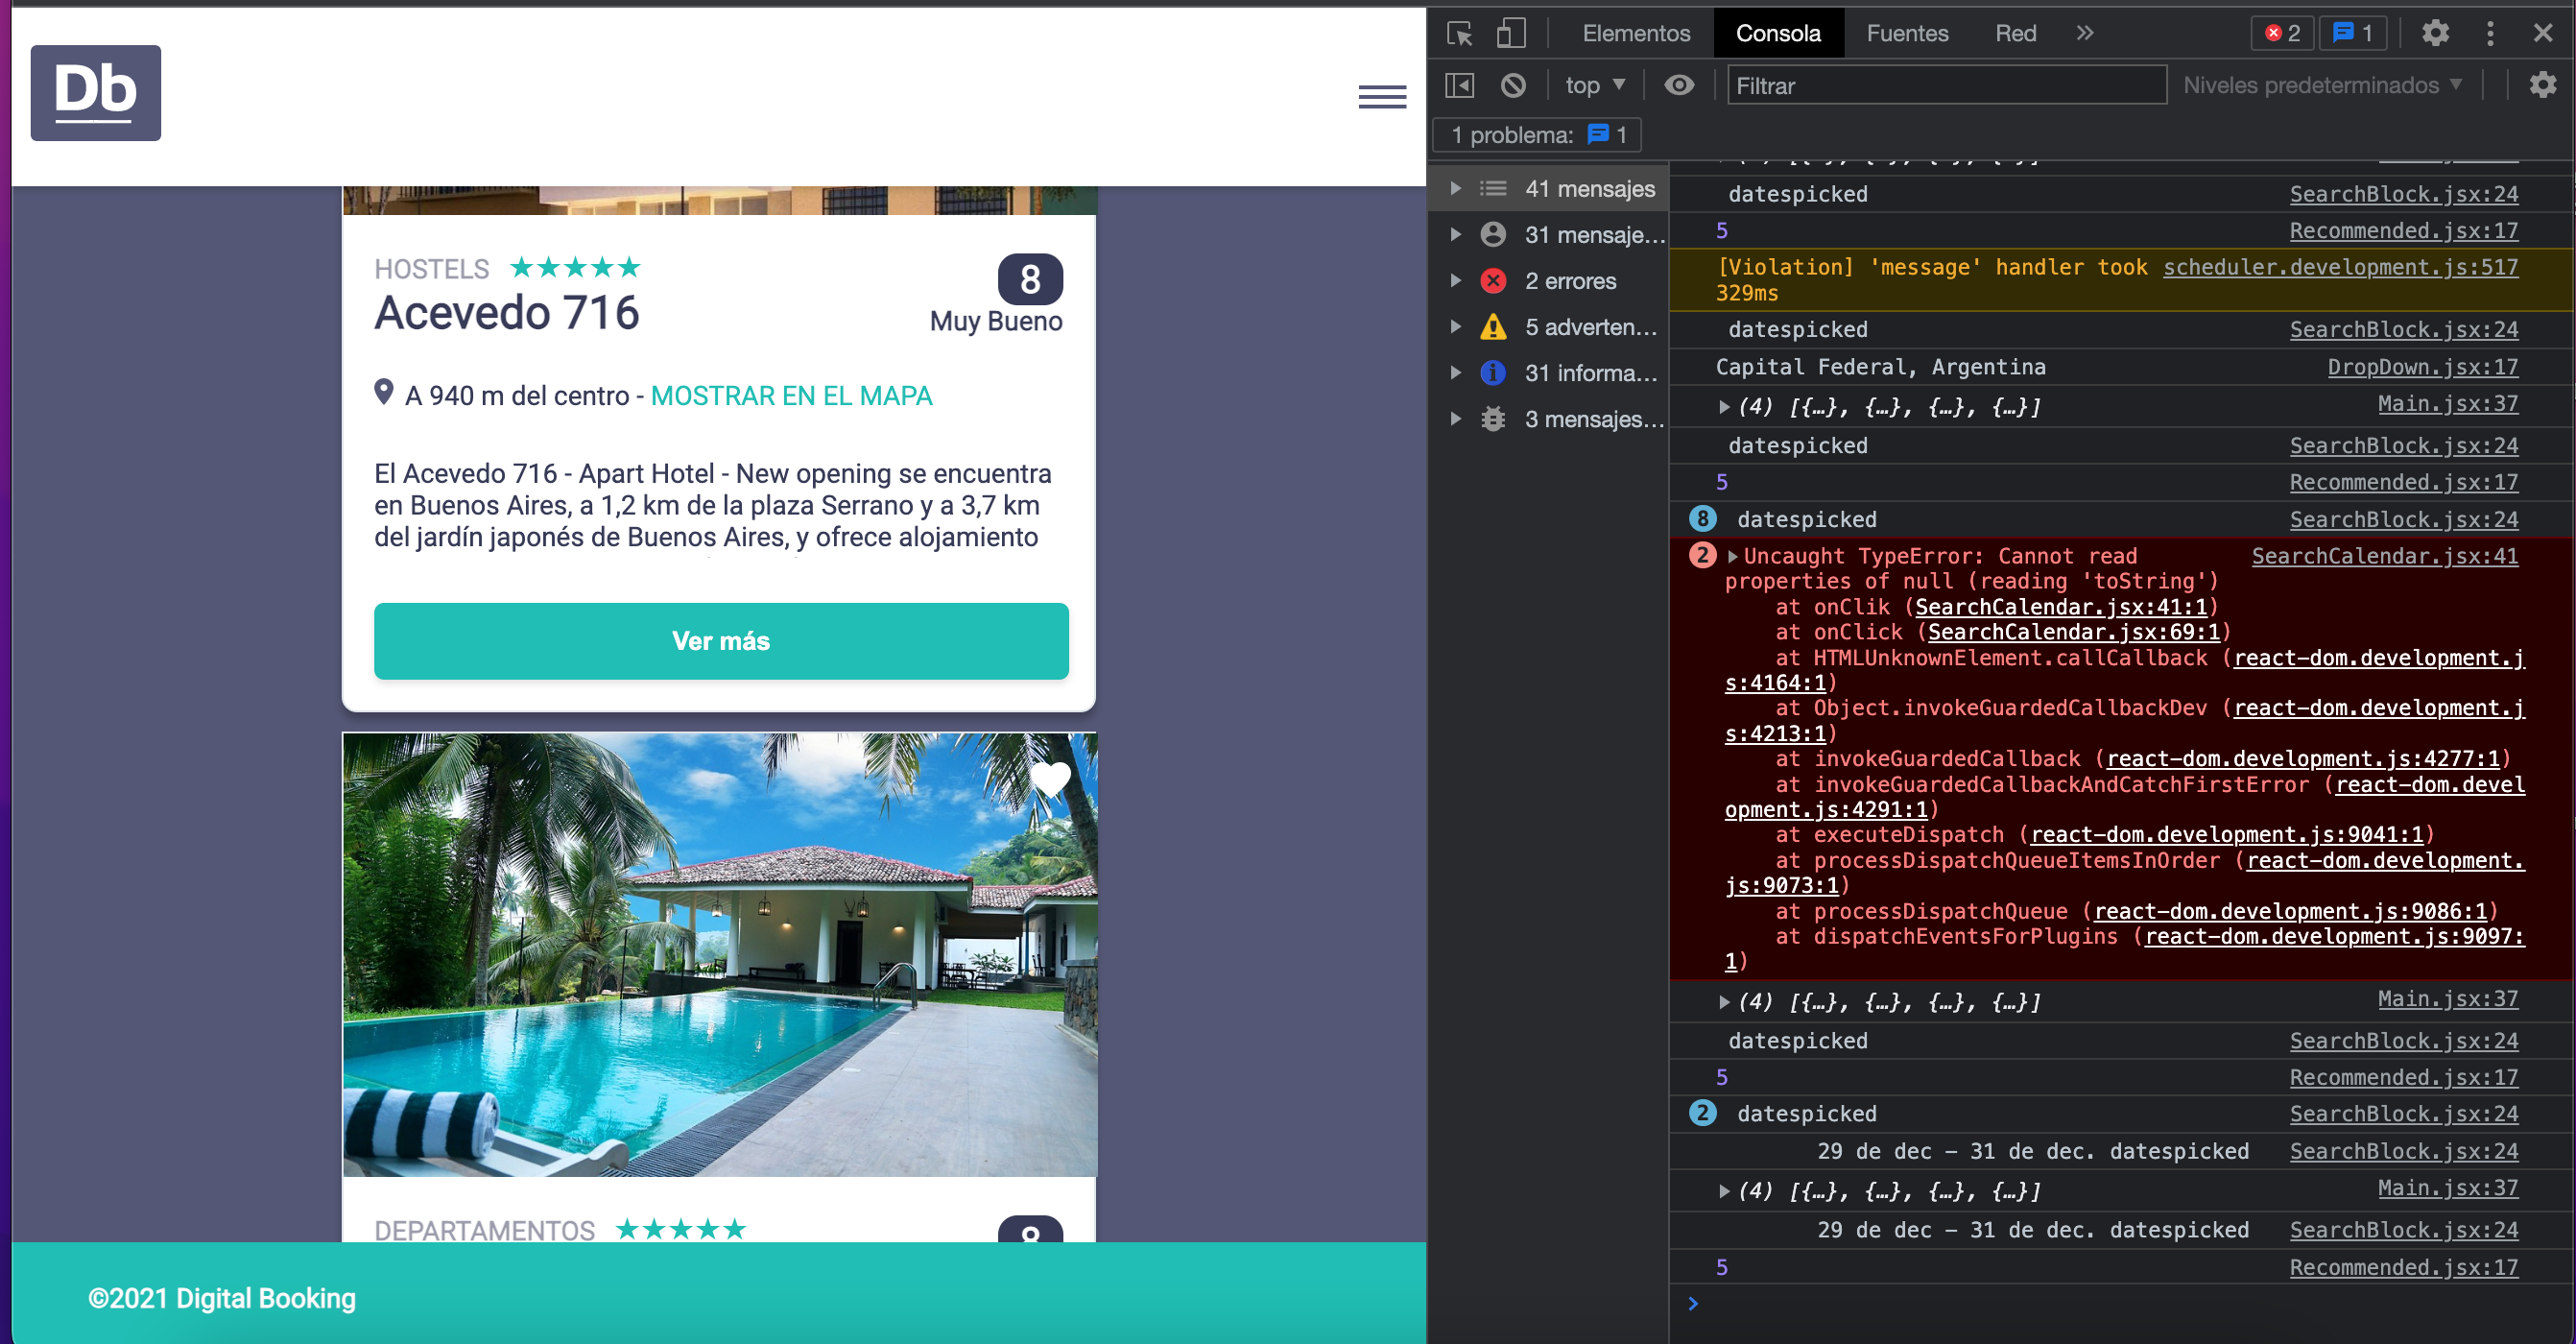 Db
HOSTELS ★★★★★
8
Acevedo 716
Muy Bueno
A 940 m del centro - MOSTRAR EN EL MAPA
El Acevedo 716 - Apart Hotel - New opening se encuentra
en Buenos Aires, a 1,2 km de la plaza Serrano y a 3,7 km
del jardín japonés de Buenos Aires, y ofrece alojamiento
Ver más
DEPARTAMENTOS ★★★★★
8
©2021 Digital Booking
Elementos Consola Fuentes Red » 2 1
top ▼ Filtrar Niveles predeterminados ▼
1 problema: 1
41 mensajes
31 mensaje…
2 errores
5 adverten…
31 informa…
3 mensajes…
datespicked SearchBlock.jsx:24
5 Recommended.jsx:17
[Violation] 'message' handler took scheduler.development.js:517
329ms
datespicked SearchBlock.jsx:24
Capital Federal, Argentina DropDown.jsx:17
(4) [{…}, {…}, {…}, {…}] Main.jsx:37
datespicked SearchBlock.jsx:24
5 Recommended.jsx:17
8 datespicked SearchBlock.jsx:24
2 Uncaught TypeError: Cannot read SearchCalendar.jsx:41
properties of null (reading 'toString')
at onClik (SearchCalendar.jsx:41:1)
at onClick (SearchCalendar.jsx:69:1)
at HTMLUnknownElement.callCallback (react-dom.development.j
s:4164:1)
at Object.invokeGuardedCallbackDev (react-dom.development.j
s:4213:1)
at invokeGuardedCallback (react-dom.development.js:4277:1)
at invokeGuardedCallbackAndCatchFirstError (react-dom.devel
opment.js:4291:1)
at executeDispatch (react-dom.development.js:9041:1)
at processDispatchQueueItemsInOrder (react-dom.development.
js:9073:1)
at processDispatchQueue (react-dom.development.js:9086:1)
at dispatchEventsForPlugins (react-dom.development.js:9097:
1)
(4) [{…}, {…}, {…}, {…}] Main.jsx:37
datespicked SearchBlock.jsx:24
5 Recommended.jsx:17
2 datespicked SearchBlock.jsx:24
29 de dec – 31 de dec. datespicked SearchBlock.jsx:24
(4) [{…}, {…}, {…}, {…}] Main.jsx:37
29 de dec – 31 de dec. datespicked SearchBlock.jsx:24
5 Recommended.jsx:17